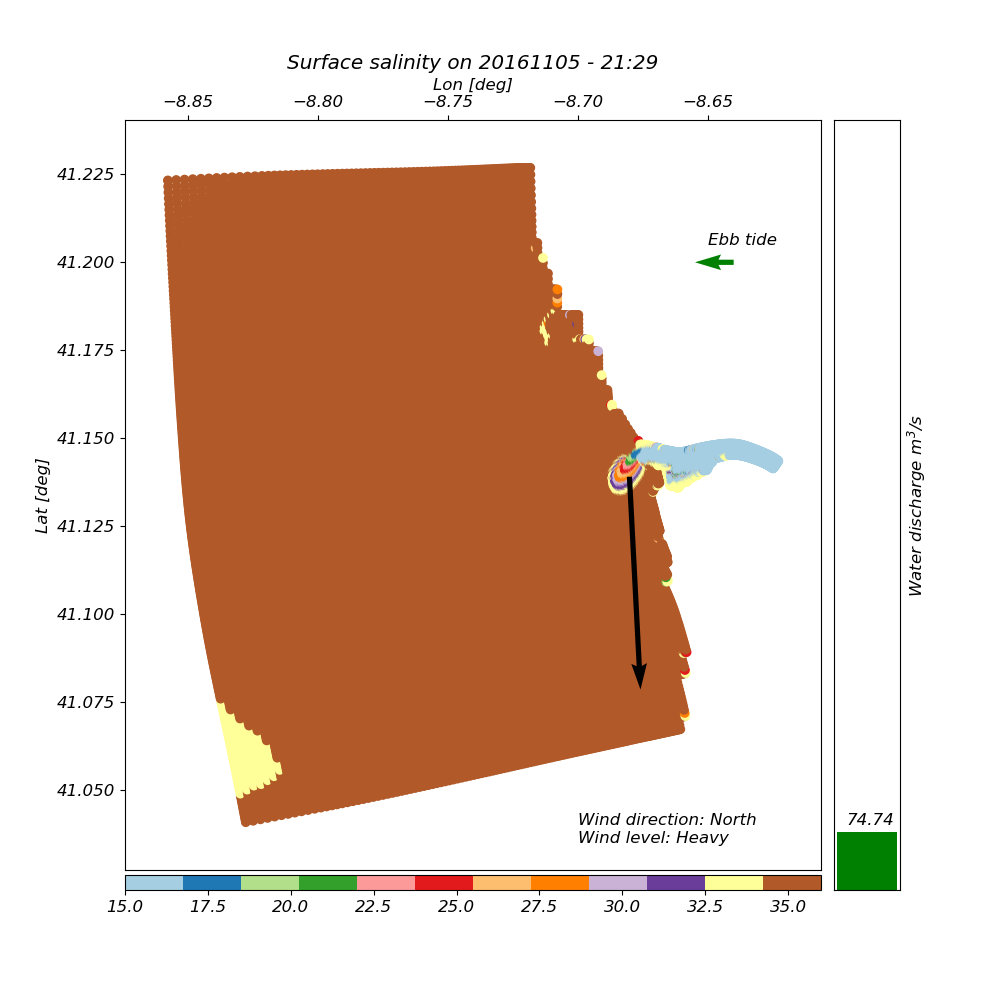 Surface salinity on 20161105 - 21:29
Lon [deg]
−8.85 −8.80 −8.75 −8.70 −8.65
41.225
41.200
41.175
41.150
41.125
41.100
41.075
41.050
Lat [deg]
Ebb tide
Wind direction: North
Wind level: Heavy
15.0 17.5 20.0 22.5 25.0 27.5 30.0 32.5 35.0
74.74
Water discharge m³/s